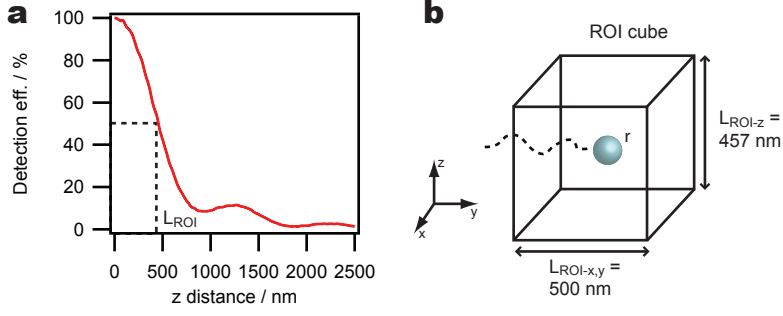 a
Detection eff. / %
100
80
60
40
20
0
L_ROI
0 500 1000 1500 2000 2500
z distance / nm
b
ROI cube
r
L_ROI-z =
457 nm
z
y
x
L_ROI-x,y =
500 nm